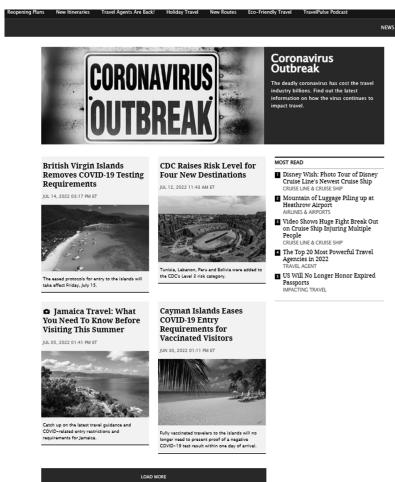 Reopening Plans New Itineraries Travel Agents Are Back! Holiday Travel New Routes Eco-Friendly Travel TravelPulse Podcast
NEWS
CORONAVIRUS
OUTBREAK
Coronavirus
Outbreak
The deadly coronavirus has cost the travel
industry billions. Find out the latest
information on how the virus continues to
impact travel.
British Virgin Islands
Removes COVID-19 Testing
Requirements
JUL 14, 2022 03:17 PM ET
The eased protocols for entry to the islands will
take effect Friday, July 15.
CDC Raises Risk Level for
Four New Destinations
JUL 12, 2022 11:43 AM ET
Tunisia, Lebanon, Peru and Bolivia were added to
the CDC's Level 3 risk category.
Jamaica Travel: What
You Need To Know Before
Visiting This Summer
JUL 05, 2022 01:41 PM ET
Catch up on the latest travel guidance and
COVID-related entry restrictions and
requirements for Jamaica.
Cayman Islands Eases
COVID-19 Entry
Requirements for
Vaccinated Visitors
JUN 30, 2022 01:11 PM ET
Fully vaccinated travelers to the islands will no
longer need to present proof of a negative
COVID-19 test result within one day of arrival.
LOAD MORE
MOST READ
1 Disney Wish: Photo Tour of Disney
Cruise Line's Newest Cruise Ship
CRUISE LINE & CRUISE SHIP
2 Mountain of Luggage Piling up at
Heathrow Airport
AIRLINES & AIRPORTS
3 Video Shows Huge Fight Break Out
on Cruise Ship Injuring Multiple
People
CRUISE LINE & CRUISE SHIP
4 The Top 20 Most Powerful Travel
Agencies in 2022
TRAVEL AGENT
5 US Will No Longer Honor Expired
Passports
IMPACTING TRAVEL